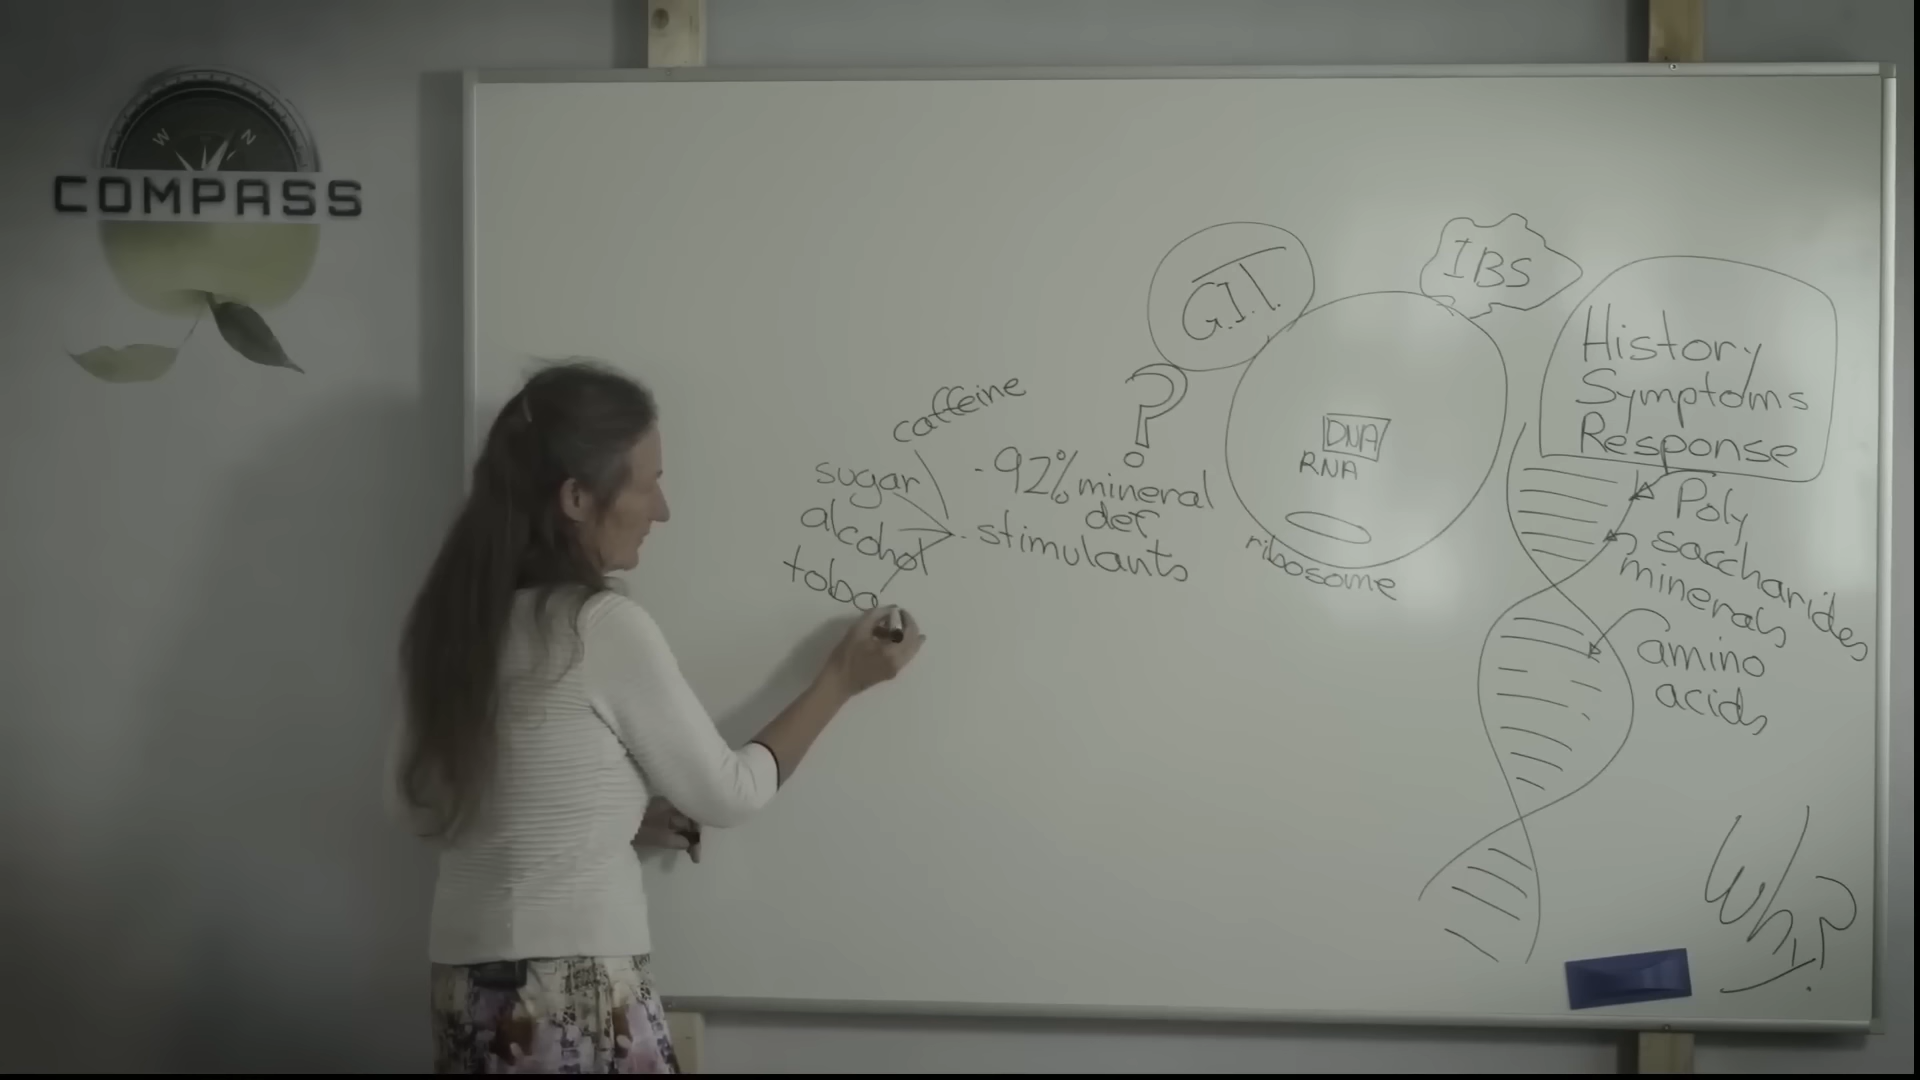 W N
COMPASS
G.I.T.
IBS
History
Symptoms
Response
?
caffeine
sugar
alcohol
toba
- 92% mineral
def
- stimulants
DNA
RNA
ribosome
Poly
saccharides
minerals
amino
acids
Why?